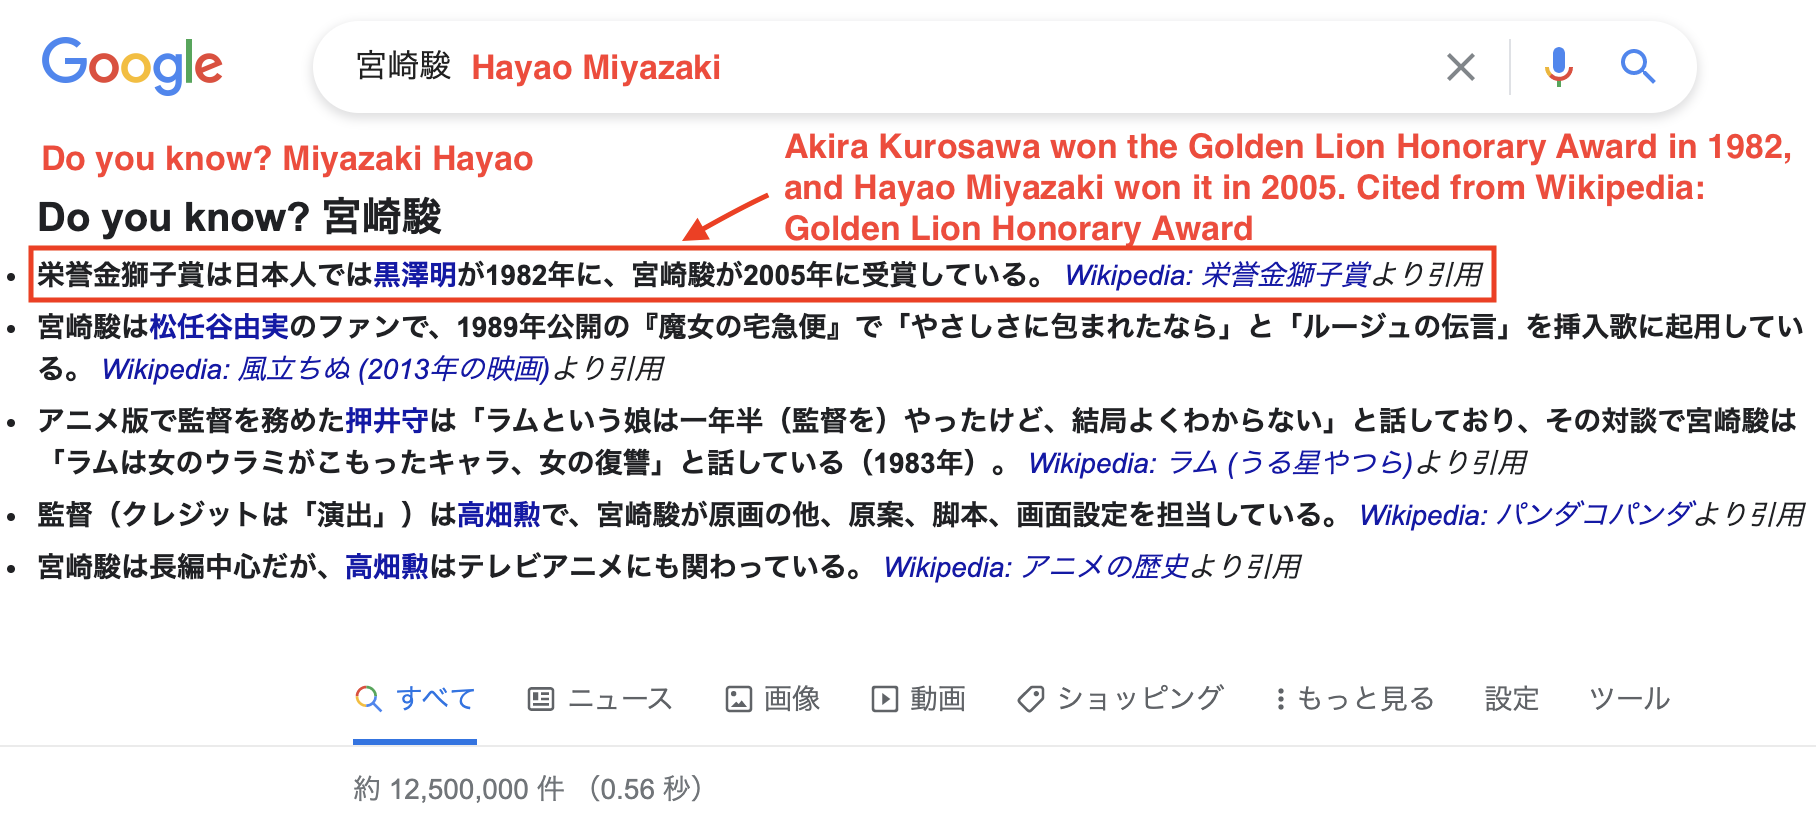 Google
宮崎駿 Hayao Miyazaki
Do you know? Miyazaki Hayao
Akira Kurosawa won the Golden Lion Honorary Award in 1982,
and Hayao Miyazaki won it in 2005. Cited from Wikipedia:
Golden Lion Honorary Award
Do you know? 宮崎駿
• 栄誉金獅子賞は日本人では黒澤明が1982年に、宮崎駿が2005年に受賞している。 Wikipedia: 栄誉金獅子賞より引用
• 宮崎駿は松任谷由実のファンで、1989年公開の『魔女の宅急便』で「やさしさに包まれたなら」と「ルージュの伝言」を挿入歌に起用してい
る。 Wikipedia: 風立ちぬ (2013年の映画)より引用
• アニメ版で監督を務めた押井守は「ラムという娘は一年半（監督を）やったけど、結局よくわからない」と話しており、その対談で宮崎駿は
「ラムは女のウラミがこもったキャラ、女の復讐」と話している（1983年）。 Wikipedia: ラム (うる星やつら)より引用
• 監督（クレジットは「演出」）は高畑勲で、宮崎駿が原画の他、原案、脚本、画面設定を担当している。 Wikipedia: パンダコパンダより引用
• 宮崎駿は長編中心だが、高畑勲はテレビアニメにも関わっている。 Wikipedia: アニメの歴史より引用
すべて ニュース 画像 動画 ショッピング もっと見る 設定 ツール
約 12,500,000 件 （0.56 秒）